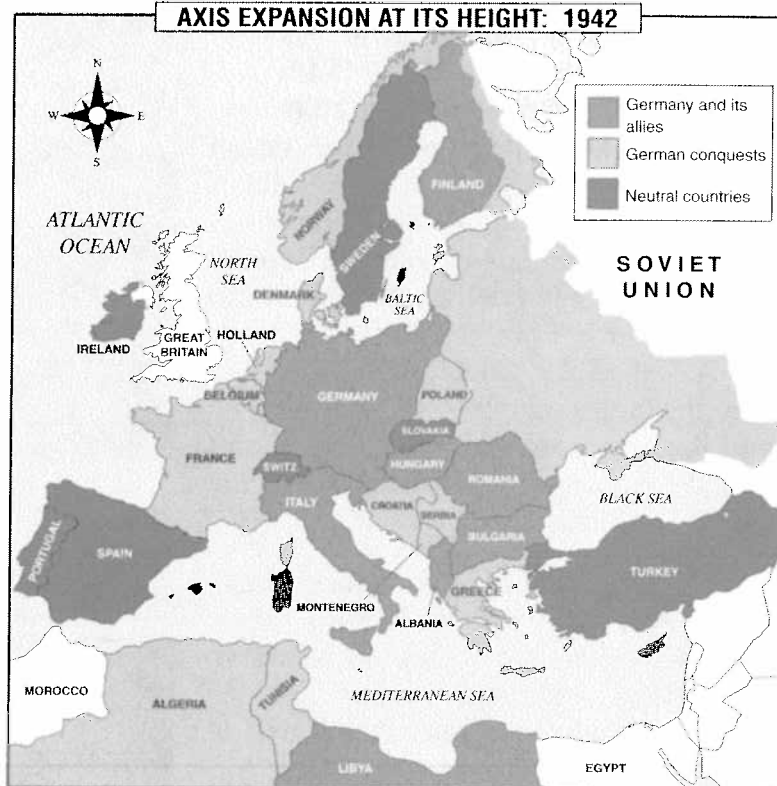 AXIS EXPANSION AT ITS HEIGHT: 1942
N
W
E
S
Germany and its
allies
German conquests
Neutral countries
ATLANTIC
OCEAN
NORTH
SEA
NORWAY
SWEDEN
FINLAND
SOVIET
UNION
BALTIC
SEA
DENMARK
IRELAND
GREAT
BRITAIN
HOLLAND
BELGIUM
GERMANY
POLAND
SLOVAKIA
FRANCE
SWITZ
HUNGARY
ROMANIA
ITALY
CROATIA
SERBIA
BLACK SEA
BULGARIA
PORTUGAL
SPAIN
TURKEY
GREECE
MONTENEGRO
ALBANIA
MOROCCO
ALGERIA
TUNISIA
MEDITERRANEAN SEA
LIBYA
EGYPT